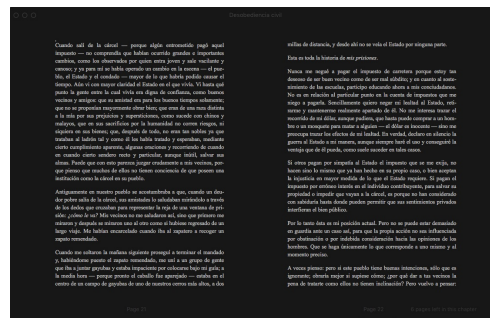 Desobediencia civil
Cuando salí de la cárcel — porque algún entrometido pagó aquel
impuesto — no comprendía que habían ocurrido grandes e importantes
cambios, como los observados por quien entra joven y sale vacilante y
canoso; y ya para mí se había operado un cambio en la escena — el pue-
blo, el Estado y el condado — mayor de lo que habría podido causar el
tiempo. Aún vi con mayor claridad el Estado en el que vivía. Vi hasta qué
punto la gente entre la cual vivía era digna de confianza, como buenos
vecinos y amigos: que su amistad era para los buenos tiempos solamente;
que no se proponían mayormente obrar bien; que eran de una raza distinta
a la mía por sus prejuicios y supersticiones, como sucede con chinos y
malayos, que en sus sacrificios por la humanidad no corren riesgos, ni
siquiera en sus bienes; que, después de todo, no eran tan nobles ya que
trataban al ladrón tal y como él los había tratado y esperaban, mediante
cierto cumplimiento aparente, algunas oraciones y recorriendo de cuando
en cuando cierto sendero recto y particular, aunque inútil, salvar sus
almas. Puede que con esto parezca juzgar crudamente a mis vecinos, por-
que pienso que muchos de ellos no tienen conciencia de que poseen una
institución como la cárcel en su pueblo.
Antiguamente en nuestro pueblo se acostumbraba a que, cuando un deu-
dor pobre salía de la cárcel, sus amistades lo saludaban mirándolo a través
de los dedos que cruzaban para representar la reja de una ventana de pri-
sión: ¿cómo le va? Mis vecinos no me saludaron así, sino que primero me
miraron y después se miraron uno al otro como si hubiese regresado de un
largo viaje. Me habían encarcelado cuando iba al zapatero a recoger un
zapato remendado.
Cuando me soltaron la mañana siguiente proseguí a terminar el mandado
y, habiéndome puesto el zapato remendado, me uní a un grupo de gente
que iba a juntar gayubas y estaba impaciente por colocarse bajo mi guía; a
la media hora — porque pronto el caballo fue aparejado — estaba en el
centro de un campo de gayubas de uno de nuestros cerros más altos, a dos
millas de distancia, y desde ahí no se veía el Estado por ninguna parte.
Esta es toda la historia de mis prisiones.
Nunca me negué a pagar el impuesto de carretera porque estoy tan
deseoso de ser buen vecino como de ser mal súbdito; y en cuanto al soste-
nimiento de las escuelas, participo educando ahora a mis conciudadanos.
No es en relación al particular punto en la cuenta de impuestos que me
niego a pagarla. Sencillamente quiero negar mi lealtad al Estado, reti-
rarme y mantenerme realmente apartado de él. No me interesa trazar el
recorrido de mi dólar, aunque pudiera, que hasta puede comprar a un hom-
bre o un mosquete para matar a alguien — el dólar es inocente — sino me
preocupa trazar los efectos de mi lealtad. En verdad, declaro en silencio la
guerra al Estado a mi manera, aunque siempre haré el uso y conseguiré la
ventaja que de él pueda, como suele suceder en tales casos.
Si otros pagan por simpatía al Estado el impuesto que se me exija, no
hacen sino lo mismo que ya han hecho en su propio caso, o bien aceptan
la injusticia en mayor medida de lo que el Estado requiere. Si pagan el
impuesto por erróneo interés en el individuo contribuyente, para salvar su
propiedad o impedir que vaya a la cárcel, es porque no han considerado
con sabiduría hasta donde pueden permitir que sus sentimientos privados
interfieran el bien público.
Por lo tanto ésta es mi posición actual. Pero no se puede estar demasiado
en guardia ante un caso así, para que la propia acción no sea influenciada
por obstinación o por indebida consideración hacia las opiniones de los
hombres. Que se haga únicamente lo que corresponde a uno mismo y al
momento preciso.
A veces pienso: pero si este pueblo tiene buenas intenciones, sólo que es
ignorante; obraría mejor si supiese cómo; ¿por qué dar a tus vecinos la
pena de tratarte como ellos no tienen inclinación? Pero vuelvo a pensar: